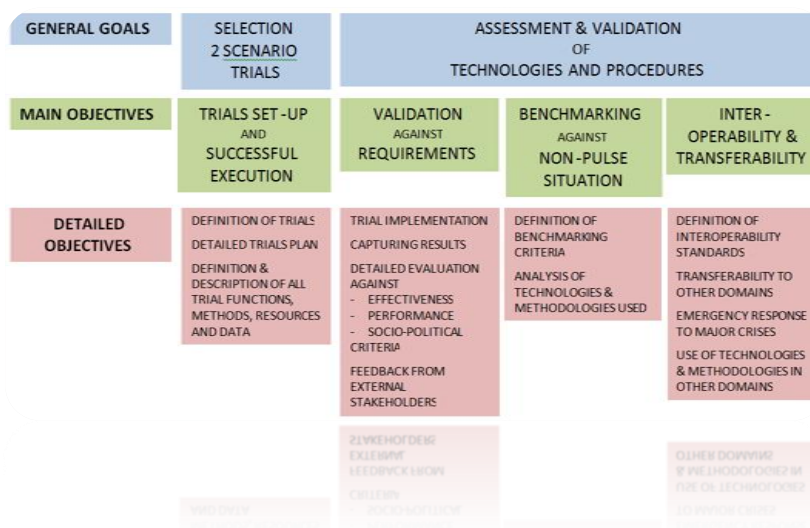 GENERAL GOALS
SELECTION
2 SCENARIO
TRIALS
ASSESSMENT & VALIDATION
OF
TECHNOLOGIES AND PROCEDURES
MAIN OBJECTIVES
TRIALS SET-UP
AND
SUCCESSFUL
EXECUTION
VALIDATION
AGAINST
REQUIREMENTS
BENCHMARKING
AGAINST
NON-PULSE
SITUATION
INTER-
OPERABILITY &
TRANSFERABILITY
DETAILED
OBJECTIVES
DEFINITION OF TRIALS
DETAILED TRIALS PLAN
DEFINITION &
DESCRIPTION OF ALL
TRIAL FUNCTIONS,
METHODS, RESOURCES
AND DATA
TRIAL IMPLEMENTATION
CAPTURING RESULTS
DETAILED EVALUATION
AGAINST
- EFFECTIVENESS
- PERFORMANCE
- SOCIO-POLITICAL
CRITERIA
FEEDBACK FROM
EXTERNAL
STAKEHOLDERS
DEFINITION OF
BENCHMARKING
CRITERIA
ANALYSIS OF
TECHNOLOGIES &
METHODOLOGIES USED
DEFINITION OF
INTEROPERABILITY
STANDARDS
TRANSFERABILITY TO
OTHER DOMAINS
EMERGENCY RESPONSE
TO MAJOR CRISES
USE OF TECHNOLOGIES
& METHODOLOGIES IN
OTHER DOMAINS